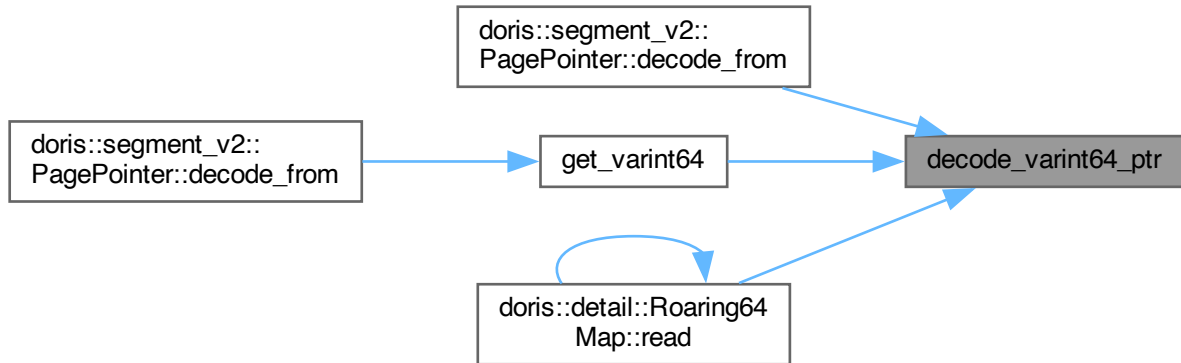 doris::segment_v2::
PagePointer::decode_from
doris::segment_v2::
PagePointer::decode_from
get_varint64
decode_varint64_ptr
doris::detail::Roaring64
Map::read